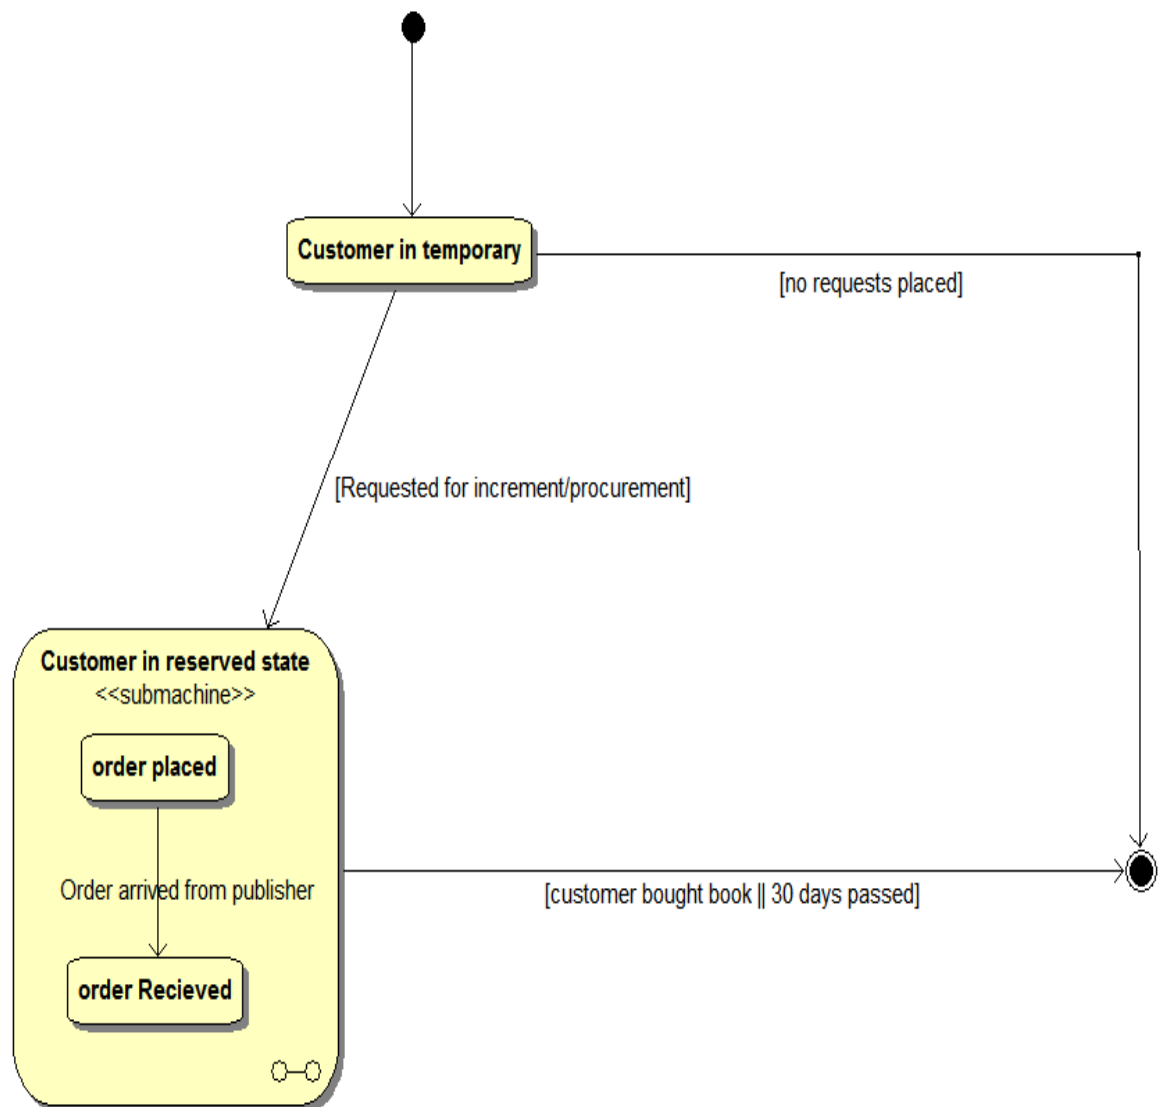 Customer in temporary
[no requests placed]
[Requested for increment/procurement]
Customer in reserved state
<<submachine>>
order placed
Order arrived from publisher
[customer bought book || 30 days passed]
order Recieved